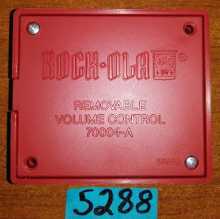 ROCK-OLA
REMOVABLE
VOLUME CONTROL
70004-A
5288